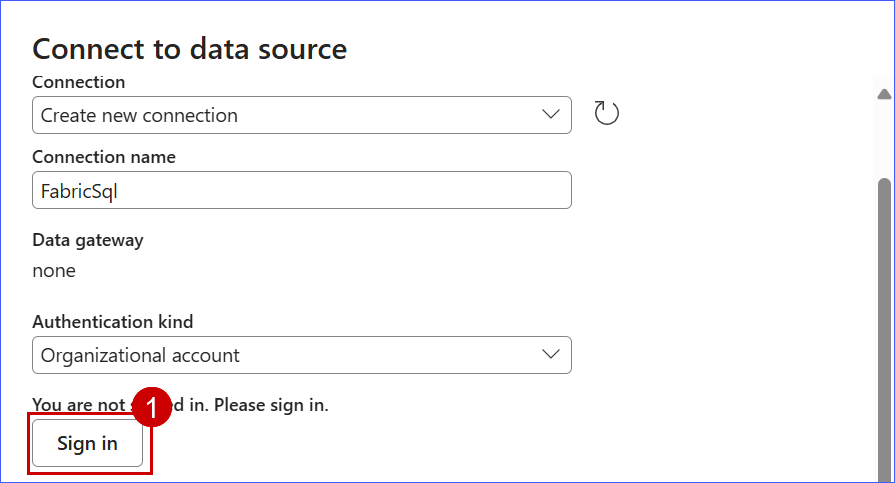 Connect to data source
Connection
Create new connection
Connection name
FabricSql
Data gateway
none
Authentication kind
Organizational account
You are not d in. Please sign in.
1
Sign in